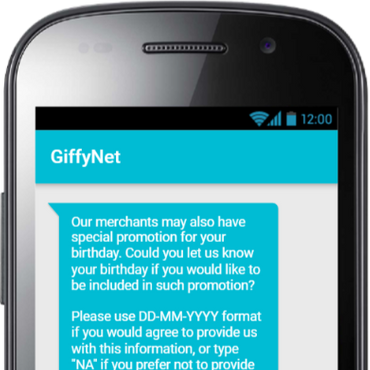 12:00
GiffyNet
Our merchants may also have
special promotion for your
birthday. Could you let us know
your birthday if you would like to
be included in such promotion?
Please use DD-MM-YYYY format
if you would agree to provide us
with this information, or type
"NA" if you prefer not to provide